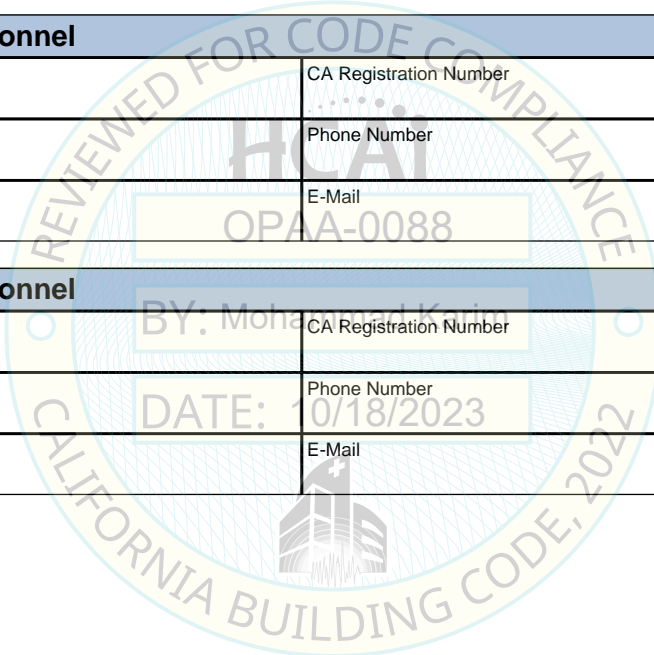 onnel
CA Registration Number
Phone Number
E-Mail
onnel
CA Registration Number
Phone Number
E-Mail
REVIEWED FOR CODE COMPLIANCE
HCAi
OPAA-0088
BY: Mohammad Karim
DATE: 10/18/2023
CALIFORNIA BUILDING CODE, 2022